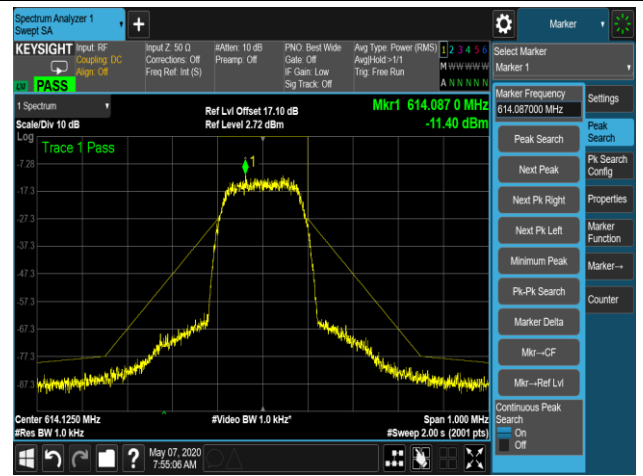 Spectrum Analyzer 1
Swept SA
Marker
KEYSIGHT
Input: RF
Coupling: DC
Align: Off
Input Z: 50 Ω
Corrections: Off
Freq Ref: Int (S)
#Atten: 10 dB
Preamp: Off
PNO: Best Wide
Gate: Off
IF Gain: Low
Sig Track: Off
Avg Type: Power (RMS)
Avg|Hold:>1/1
Trig: Free Run
1 2 3 4 5 6
M W W W W W
A N N N N N
LXI PASS
1 Spectrum
Scale/Div 10 dB
Ref Lvl Offset 17.10 dB
Ref Level 2.72 dBm
Mkr1 614.087 0 MHz
-11.40 dBm
Log
Trace 1 Pass
1
-7.28
-17.3
-27.3
-37.3
-47.3
-57.3
-67.3
-77.3
-87.3
Center 614.1250 MHz
#Res BW 1.0 kHz
#Video BW 1.0 kHz*
Span 1.000 MHz
#Sweep 2.00 s (2001 pts)
Select Marker
Marker 1
Marker Frequency
614.087000 MHz
Peak Search
Next Peak
Next Pk Right
Next Pk Left
Minimum Peak
Pk-Pk Search
Marker Delta
Mkr→CF
Mkr→Ref Lvl
Continuous Peak
Search
On
Off
Settings
Peak
Search
Pk Search
Config
Properties
Marker
Function
Marker→
Counter
?
May 07, 2020
7:55:06 AM